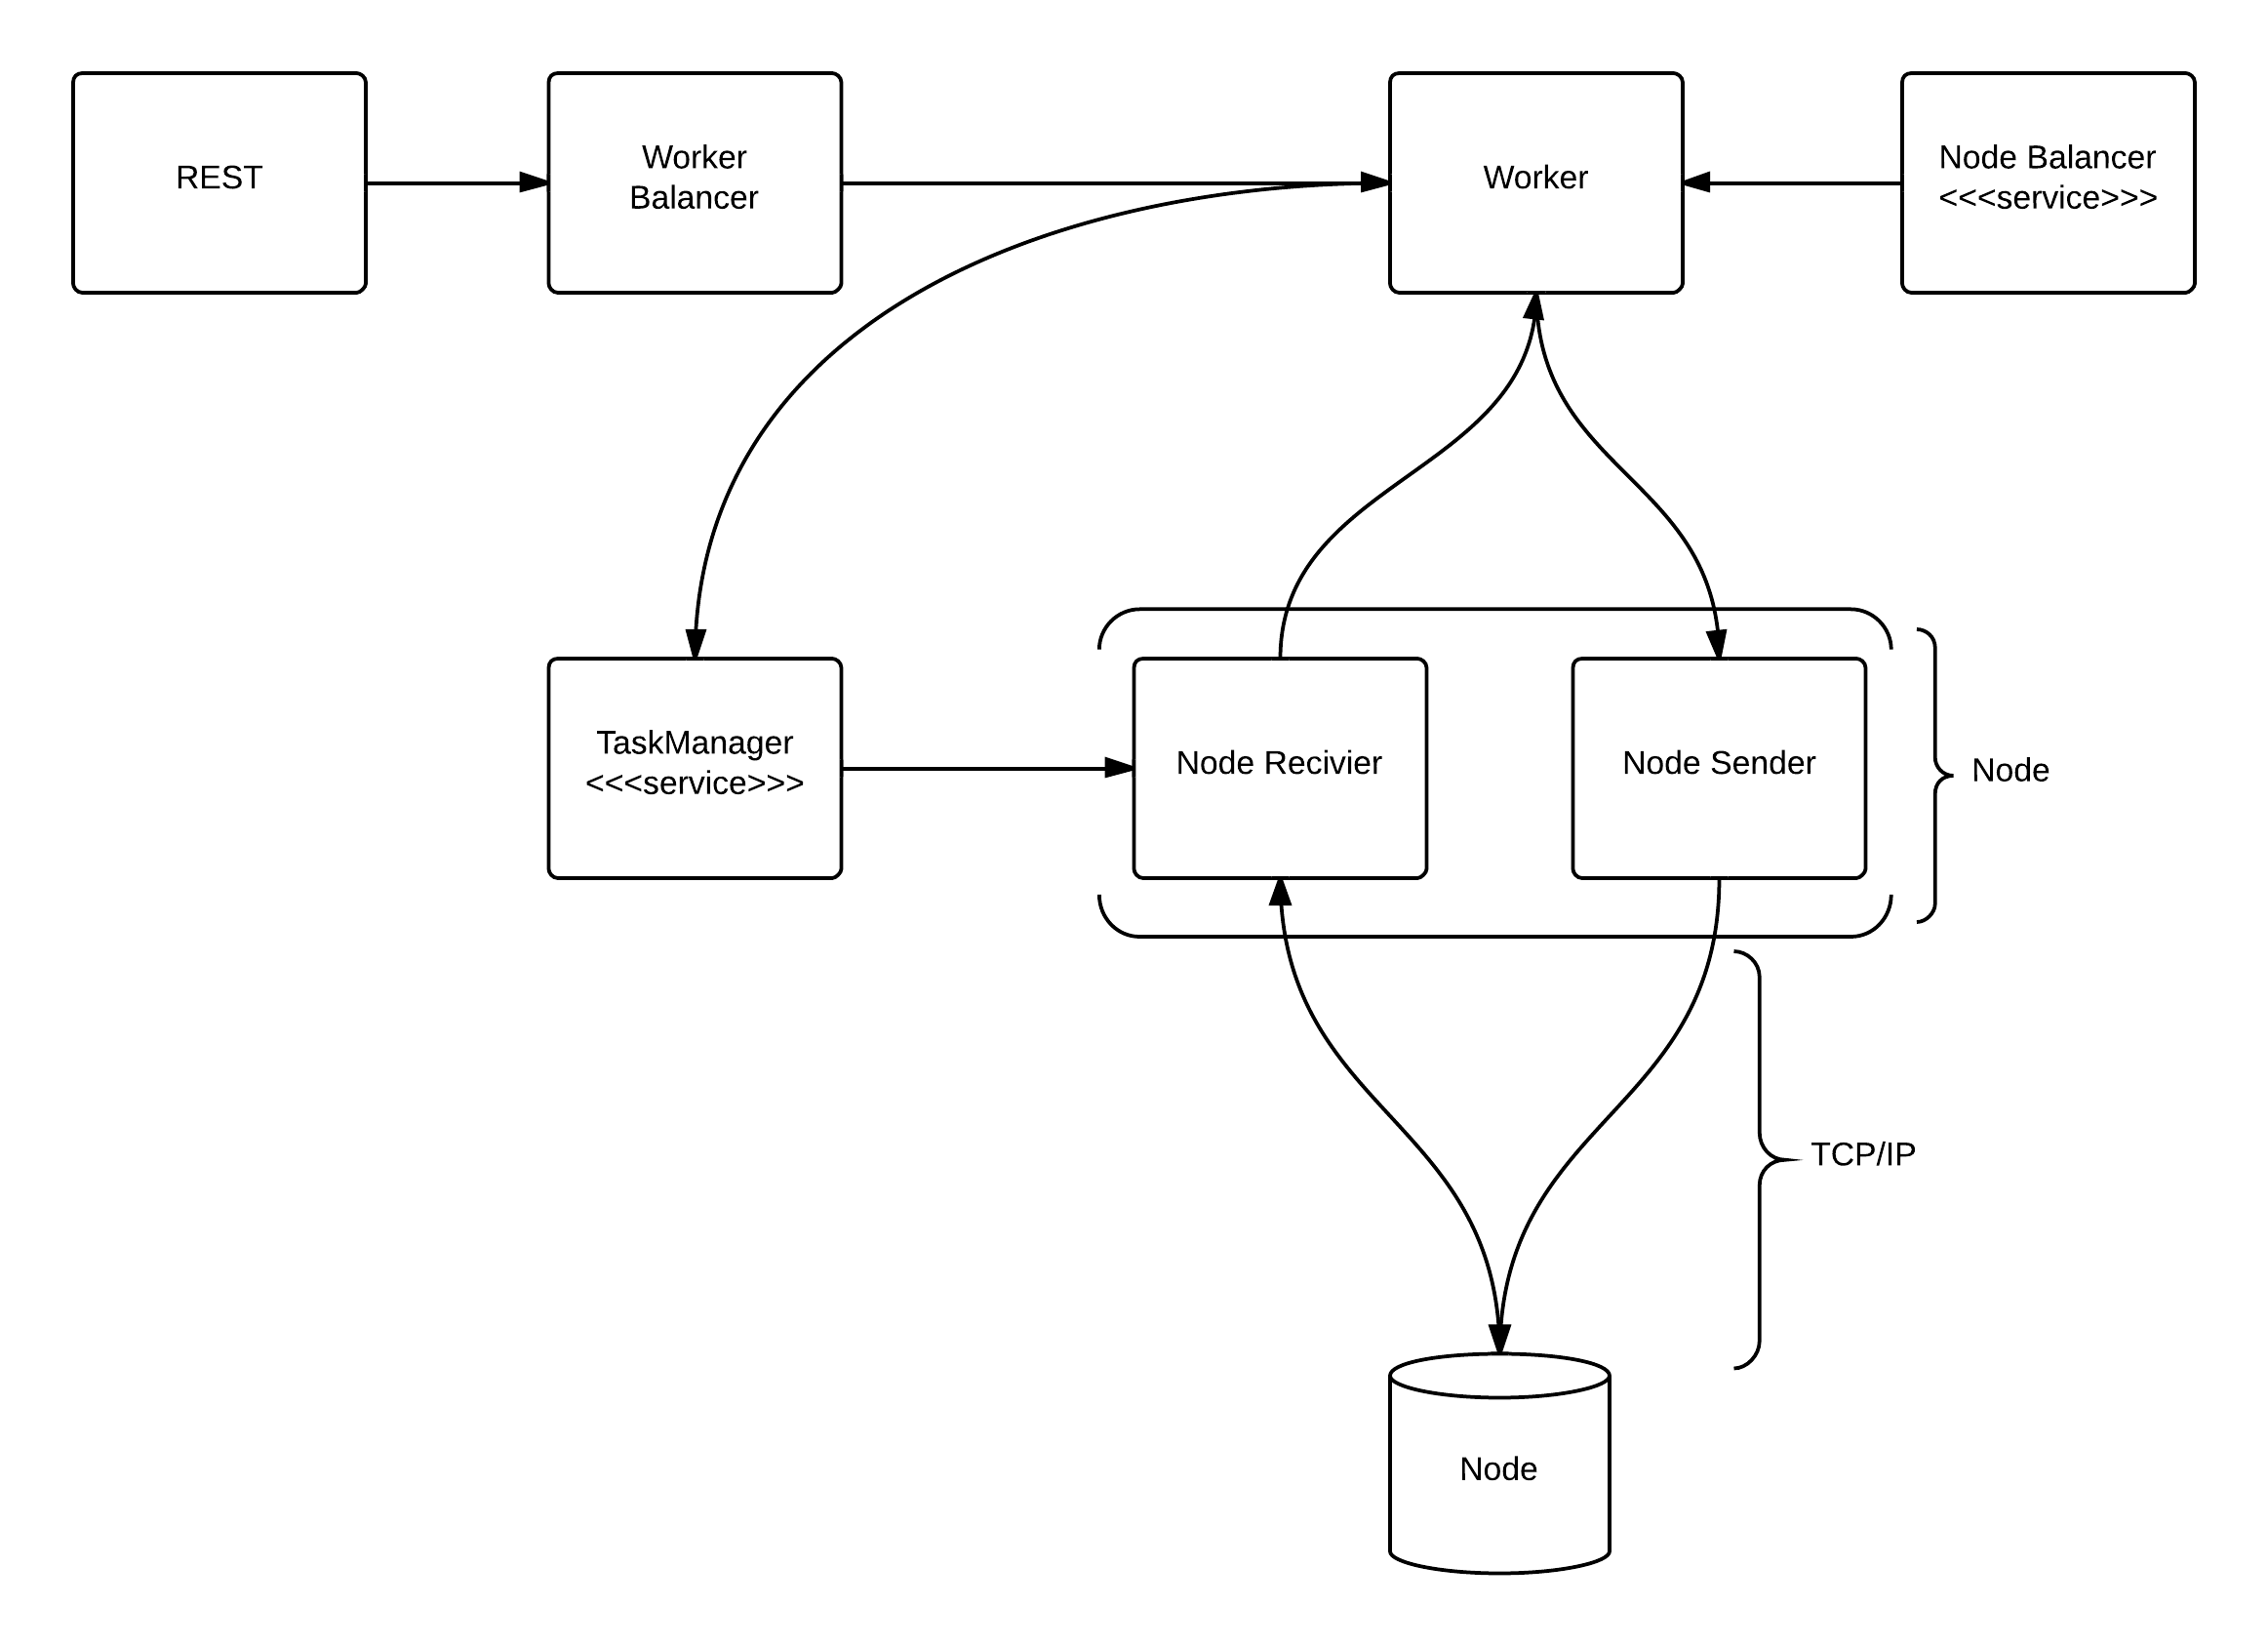 REST
Worker
Balancer
Worker
Node Balancer
<<<service>>>
TaskManager
<<<service>>>
Node Recivier
Node Sender
Node
TCP/IP
Node